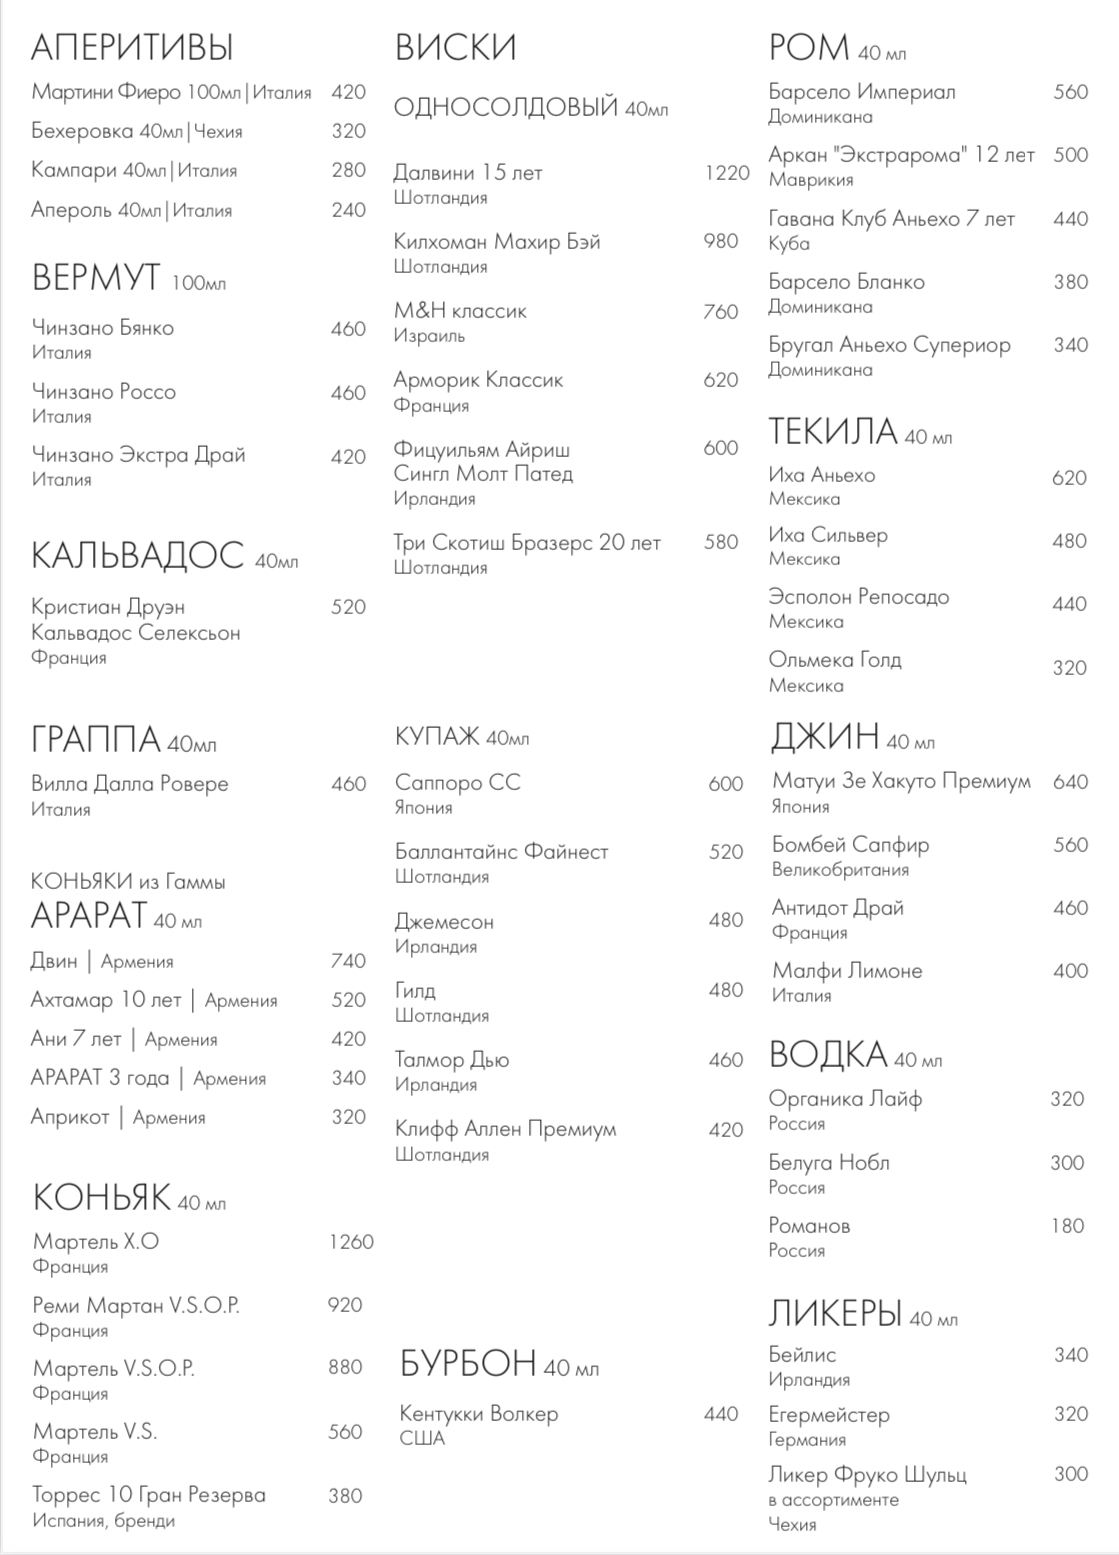 АПЕРИТИВЫ
Мартини Фиеро 100мл|Италия 420
Бехеровка 40мл|Чехия 320
Кампари 40мл|Италия 280
Апероль 40мл|Италия 240
ВЕРМУТ 100мл
Чинзано Бянко 460
Италия
Чинзано Россо 460
Италия
Чинзано Экстра Драй 420
Италия
КАЛЬВАДОС 40мл
Кристиан Друэн 520
Кальвадос Селексьон
Франция
ГРАППА 40мл
Вилла Далла Ровере 460
Италия
КОНЬЯКИ из Гаммы
АРАРАТ 40 мл
Двин | Армения 740
Ахтамар 10 лет | Армения 520
Ани 7 лет | Армения 420
АРАРАТ 3 года | Армения 340
Априкот | Армения 320
КОНЬЯК 40 мл
Мартель X.O 1260
Франция
Реми Мартан V.S.O.P. 920
Франция
Мартель V.S.O.P. 880
Франция
Мартель V.S. 560
Франция
Торрес 10 Гран Резерва 380
Испания, бренди
ВИСКИ
ОДНОСОЛДОВЫЙ 40мл
Далвини 15 лет 1220
Шотландия
Килхоман Махир Бэй 980
Шотландия
M&H классик 760
Израиль
Арморик Классик 620
Франция
Фицуильям Айриш 600
Сингл Молт Патед
Ирландия
Три Скотиш Бразерс 20 лет 580
Шотландия
КУПАЖ 40мл
Саппоро СС 600
Япония
Баллантайнс Файнест 520
Шотландия
Джемесон 480
Ирландия
Гилд 480
Шотландия
Талмор Дью 460
Ирландия
Клифф Аллен Премиум 420
Шотландия
БУРБОН 40 мл
Кентукки Волкер 440
США
РОМ 40 мл
Барсело Империал 560
Доминикана
Аркан "Экстрарома" 12 лет 500
Маврикия
Гавана Клуб Аньехо 7 лет 440
Куба
Барсело Бланко 380
Доминикана
Бругал Аньехо Супериор 340
Доминикана
ТЕКИЛА 40 мл
Иха Аньехо 620
Мексика
Иха Сильвер 480
Мексика
Эсполон Репосадо 440
Мексика
Ольмека Голд 320
Мексика
ДЖИН 40 мл
Матуи Зе Хакуто Премиум 640
Япония
Бомбей Сапфир 560
Великобритания
Антидот Драй 460
Франция
Малфи Лимоне 400
Италия
ВОДКА 40 мл
Органика Лайф 320
Россия
Белуга Нобл 300
Россия
Романов 180
Россия
ЛИКЕРЫ 40 мл
Бейлис 340
Ирландия
Егермейстер 320
Германия
Ликер Фруко Шульц 300
в ассортименте
Чехия